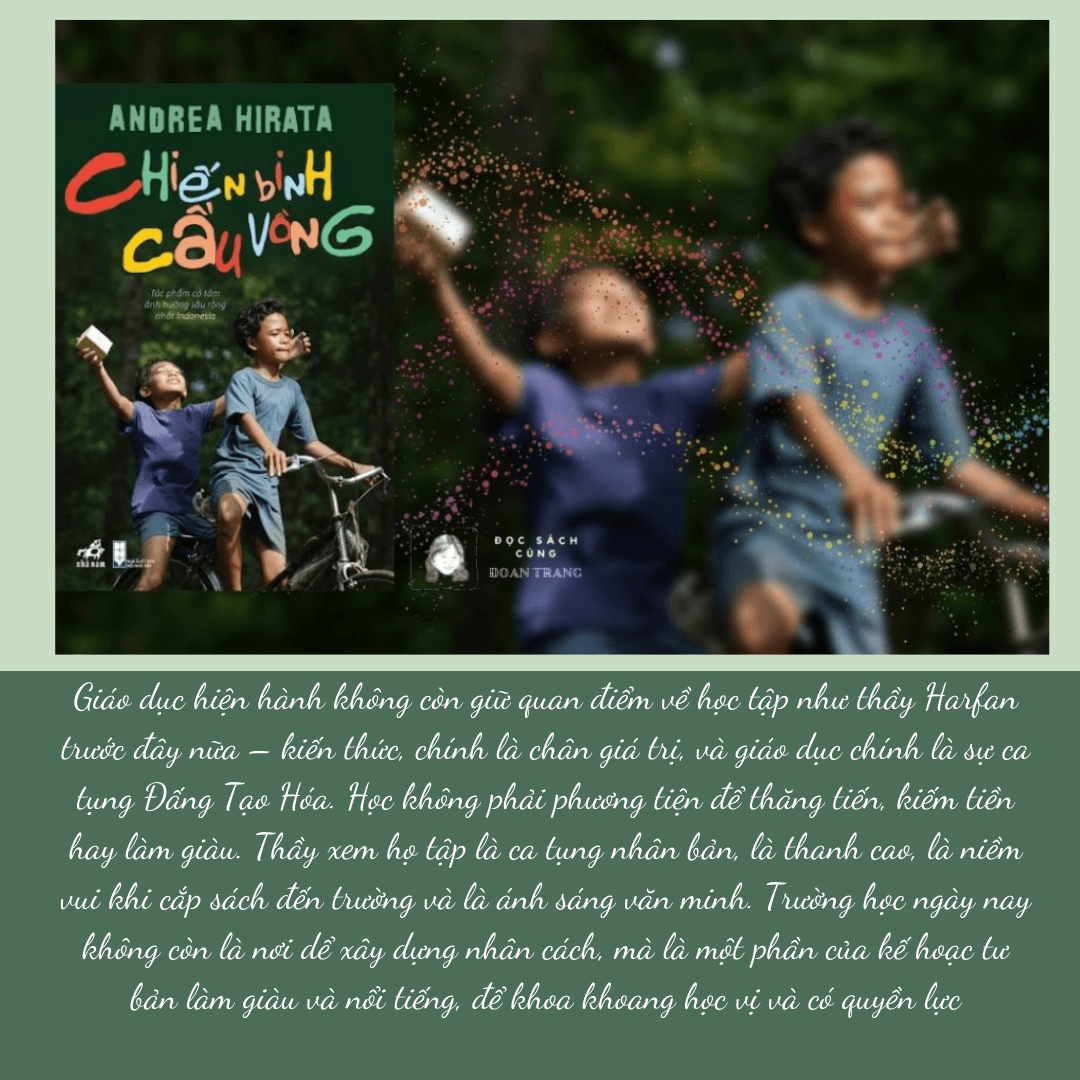 ANDREA HIRATA
CHIẾN BINH
CẦU VỒNG
Tác phẩm có tầm
ảnh hưởng sâu rộng
nhất Indonesia
nhã nam
ĐỌC SÁCH
CÙNG
ĐOAN TRANG
Giáo dục hiện hành không còn giữ quan điểm về học tập như thầy Harfan
trước đây nữa – kiến thức, chính là chân giá trị, và giáo dục chính là sự ca
tụng Đấng Tạo Hóa. Học không phải phương tiện để thăng tiến, kiếm tiền
hay làm giàu. Thầy xem họ tập là ca tụng nhân bản, là thanh cao, là niềm
vui khi cắp sách đến trường và là ánh sáng văn minh. Trường học ngày nay
không còn là nơi dể xây dựng nhân cách, mà là một phần của kế hoạc tư
bản làm giàu và nổi tiếng, để khoa khoang học vị và có quyền lực